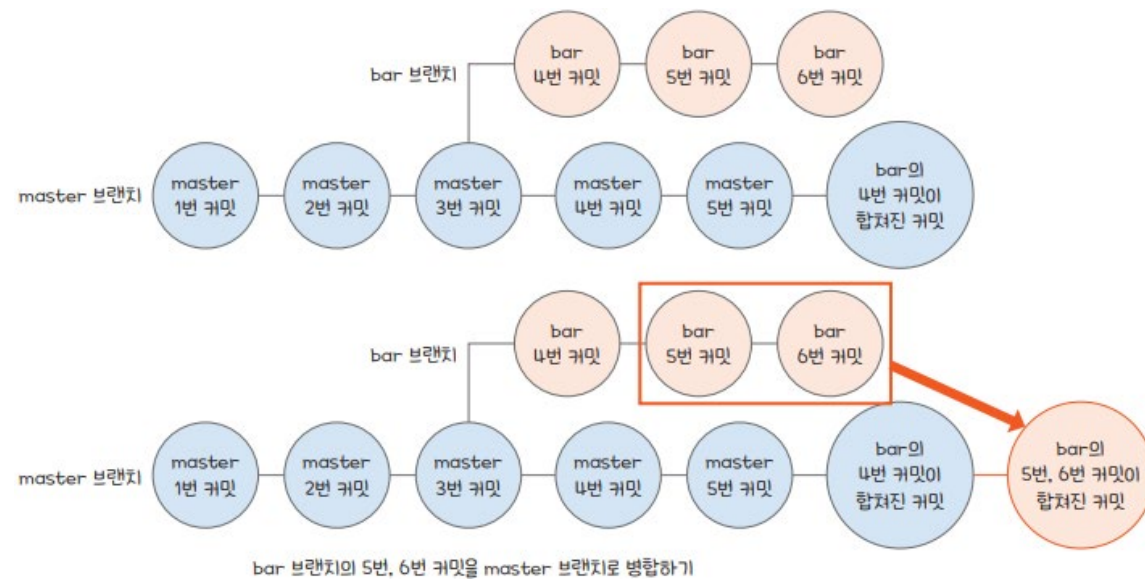 bar
4번 커밋
bar
5번 커밋
bar
6번 커밋
bar 브랜치
master 브랜치
master
1번 커밋
master
2번 커밋
master
3번 커밋
master
4번 커밋
master
5번 커밋
bar의
4번 커밋이
합쳐진 커밋
bar
4번 커밋
bar
5번 커밋
bar
6번 커밋
bar 브랜치
master 브랜치
master
1번 커밋
master
2번 커밋
master
3번 커밋
master
4번 커밋
master
5번 커밋
bar의
4번 커밋이
합쳐진 커밋
bar의
5번, 6번 커밋이
합쳐진 커밋
bar 브랜치의 5번, 6번 커밋을 master 브랜치로 병합하기